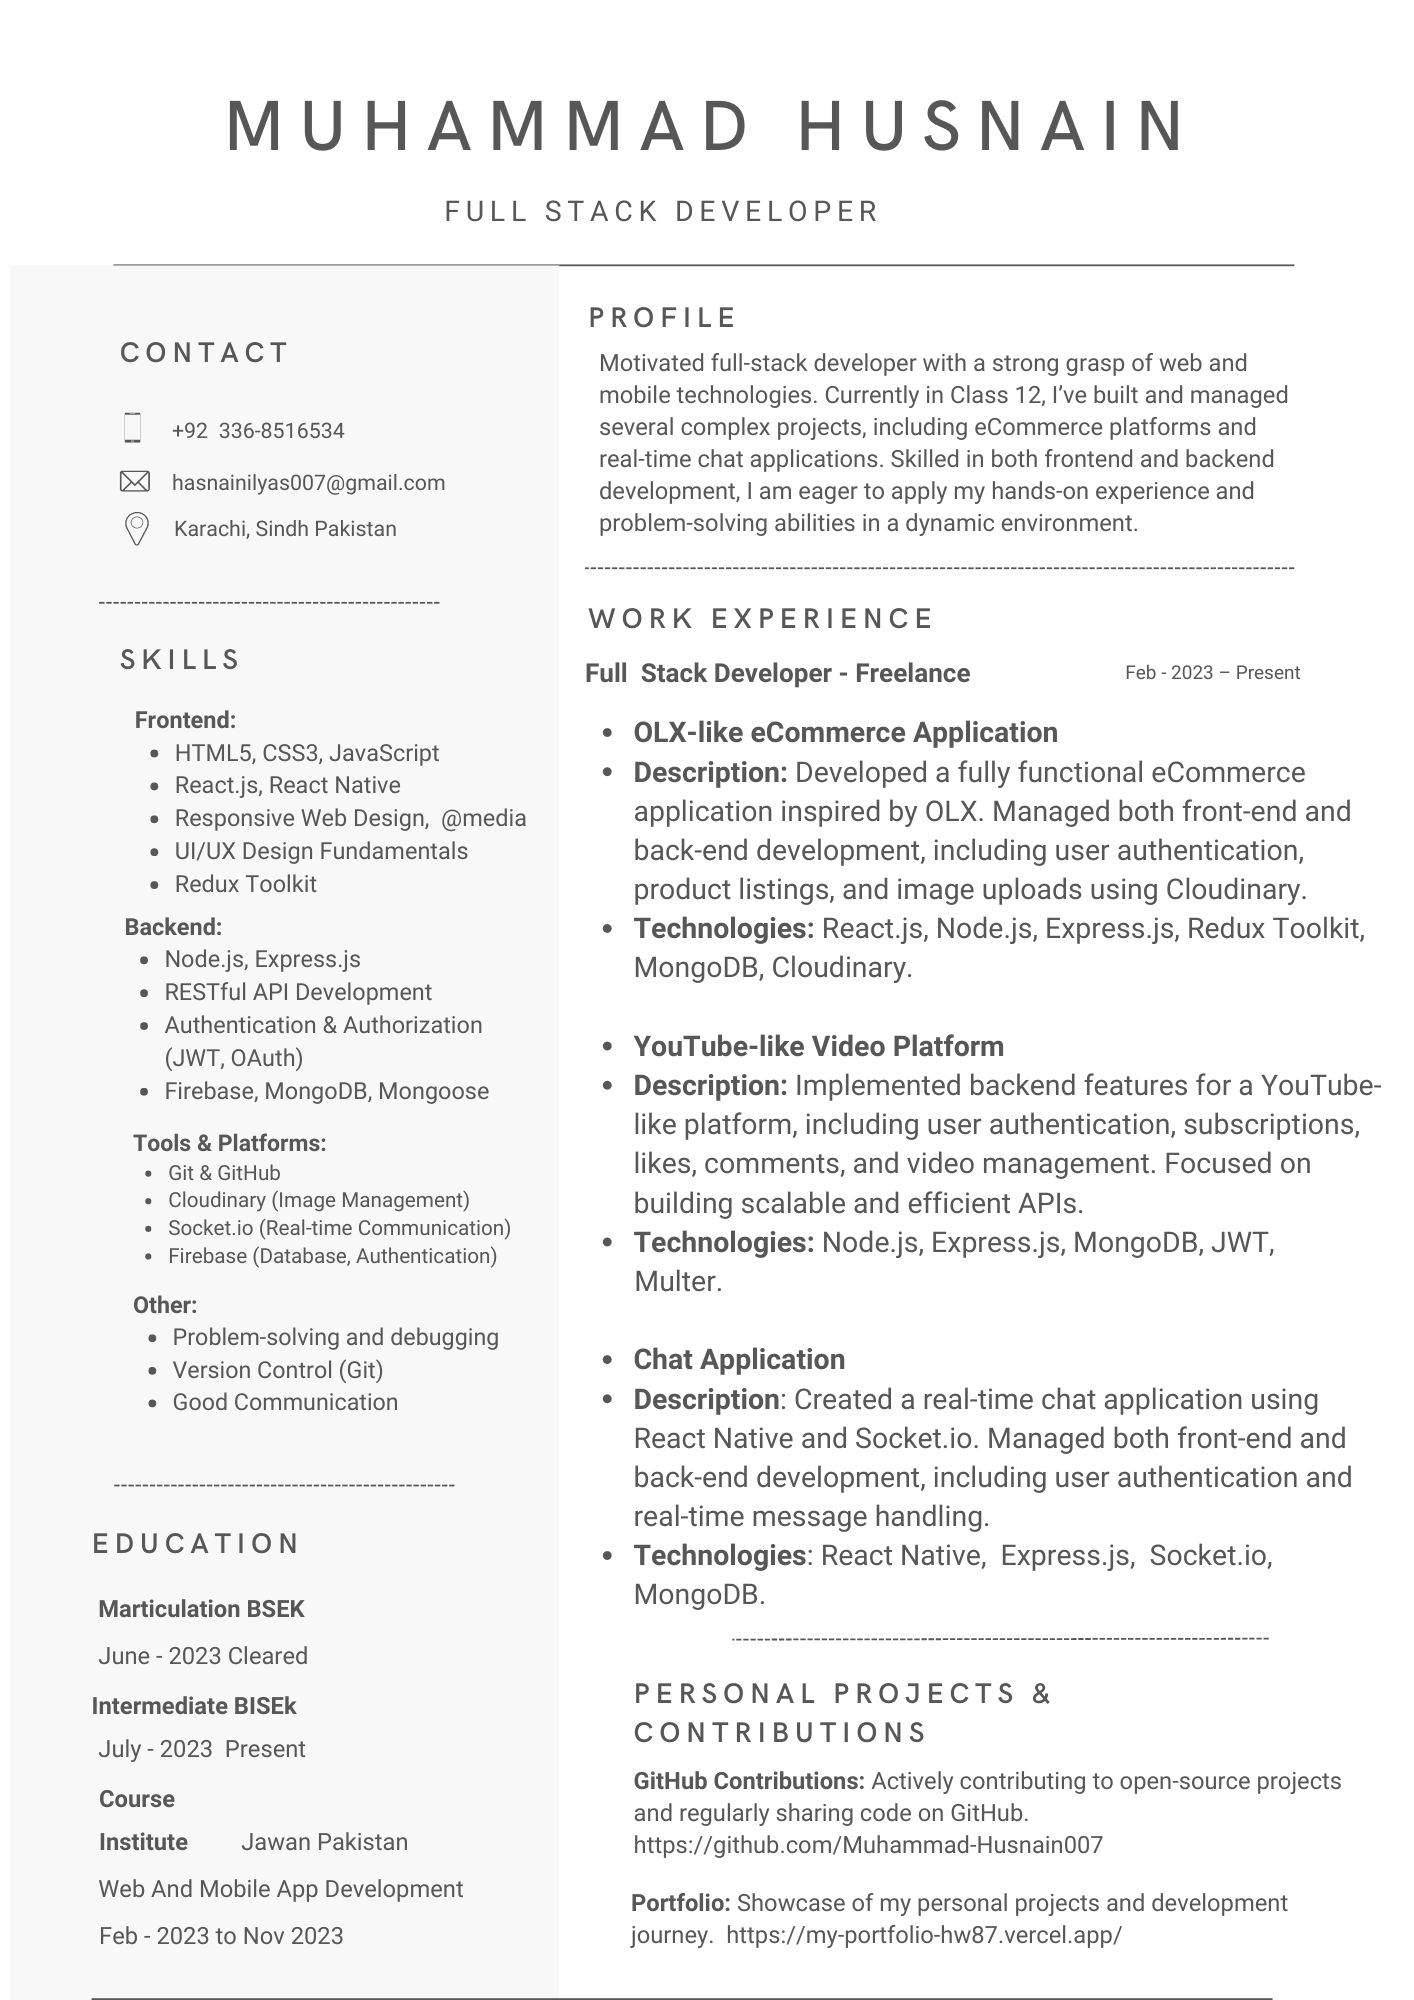 MUHAMMAD HUSNAIN
FULL STACK DEVELOPER
CONTACT
+92 336-8516534
hasnainilyas007@gmail.com
Karachi, Sindh Pakistan
SKILLS
Frontend:
• HTML5, CSS3, JavaScript
• React.js, React Native
• Responsive Web Design, @media
• UI/UX Design Fundamentals
• Redux Toolkit
Backend:
• Node.js, Express.js
• RESTful API Development
• Authentication & Authorization
(JWT, OAuth)
• Firebase, MongoDB, Mongoose
Tools & Platforms:
• Git & GitHub
• Cloudinary (Image Management)
• Socket.io (Real-time Communication)
• Firebase (Database, Authentication)
Other:
• Problem-solving and debugging
• Version Control (Git)
• Good Communication
EDUCATION
Marticulation BSEK
June - 2023 Cleared
Intermediate BISEk
July - 2023 Present
Course
Institute Jawan Pakistan
Web And Mobile App Development
Feb - 2023 to Nov 2023
PROFILE
Motivated full-stack developer with a strong grasp of web and
mobile technologies. Currently in Class 12, I’ve built and managed
several complex projects, including eCommerce platforms and
real-time chat applications. Skilled in both frontend and backend
development, I am eager to apply my hands-on experience and
problem-solving abilities in a dynamic environment.
WORK EXPERIENCE
Full Stack Developer - Freelance Feb - 2023 – Present
• OLX-like eCommerce Application
• Description: Developed a fully functional eCommerce
application inspired by OLX. Managed both front-end and
back-end development, including user authentication,
product listings, and image uploads using Cloudinary.
• Technologies: React.js, Node.js, Express.js, Redux Toolkit,
MongoDB, Cloudinary.
• YouTube-like Video Platform
• Description: Implemented backend features for a YouTube-
like platform, including user authentication, subscriptions,
likes, comments, and video management. Focused on
building scalable and efficient APIs.
• Technologies: Node.js, Express.js, MongoDB, JWT,
Multer.
• Chat Application
• Description: Created a real-time chat application using
React Native and Socket.io. Managed both front-end and
back-end development, including user authentication and
real-time message handling.
• Technologies: React Native, Express.js, Socket.io,
MongoDB.
PERSONAL PROJECTS &
CONTRIBUTIONS
GitHub Contributions: Actively contributing to open-source projects
and regularly sharing code on GitHub.
https://github.com/Muhammad-Husnain007
Portfolio: Showcase of my personal projects and development
journey. https://my-portfolio-hw87.vercel.app/